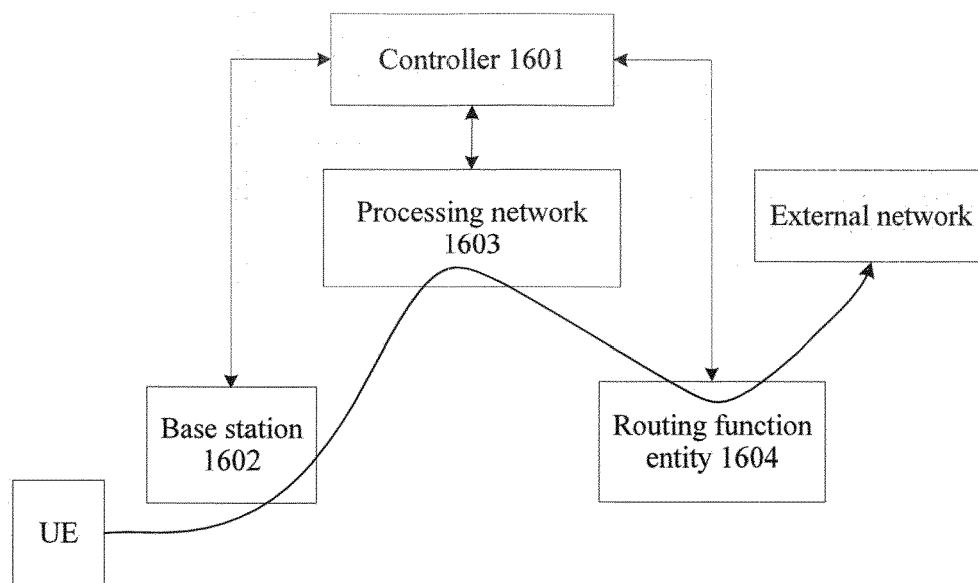 Controller 1601
Processing network
1603
External network
Base station
1602
Routing function
entity 1604
UE